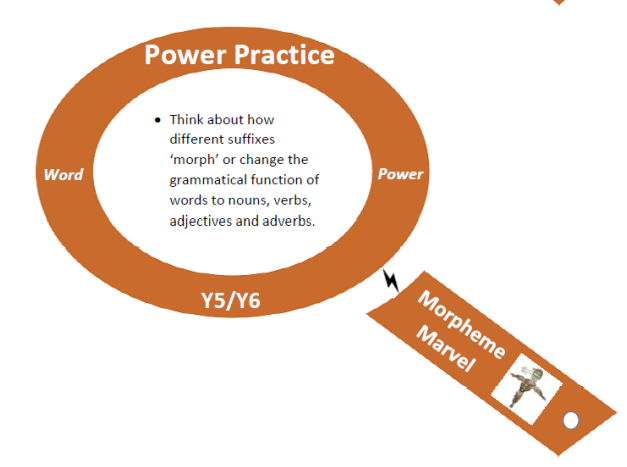 Power Practice
• Think about how
different suffixes
‘morph’ or change the
grammatical function of
words to nouns, verbs,
adjectives and adverbs.
Word
Power
Y5/Y6
Morpheme
Marvel